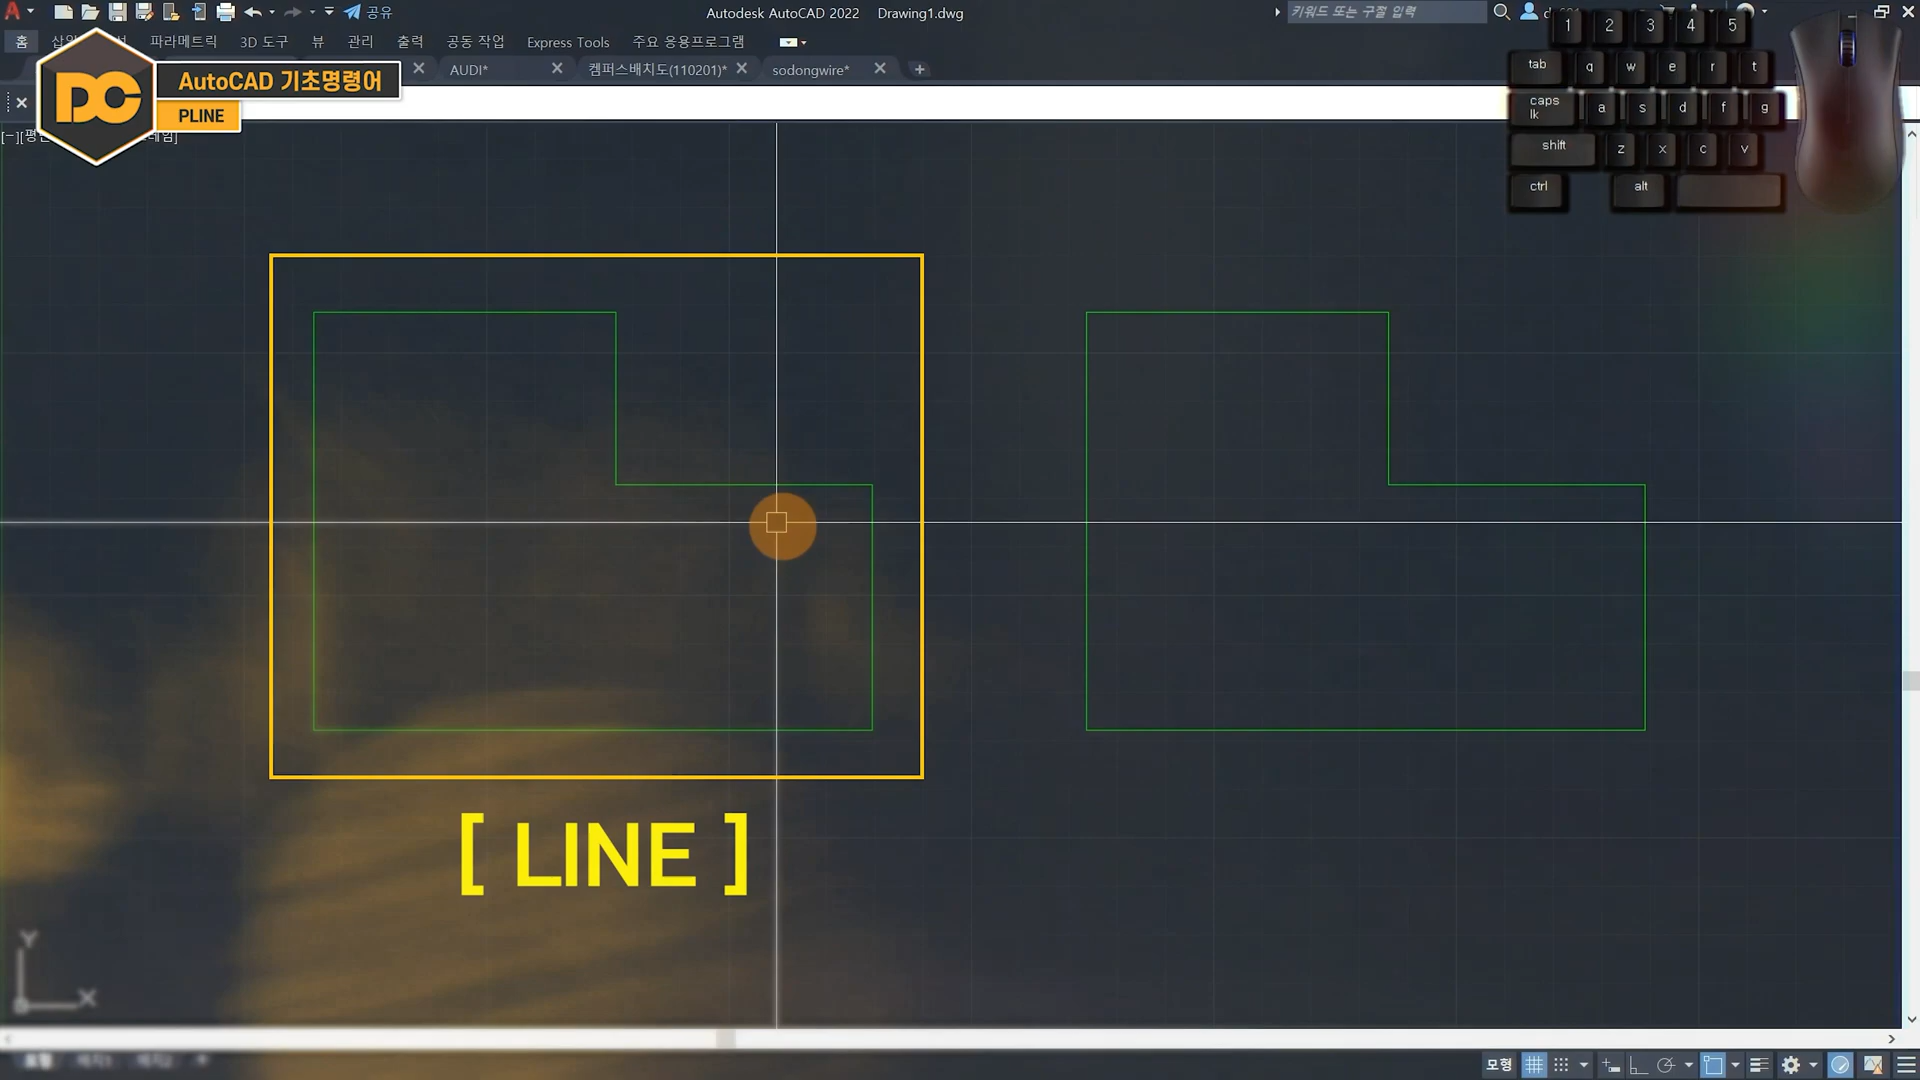 공유
Autodesk AutoCAD 2022 Drawing1.dwg
키워드 또는 구절 입력
홈 파라메트릭 3D 도구 뷰 관리 출력 공동 작업 Express Tools 주요 응용프로그램
AUDI* 켐퍼스배치도(110201)* sodongwire*
DC
AutoCAD 기초명령어
PLINE
1 2 3 4 5
tab q w e r t
caps lk a s d f g
shift z x c v
ctrl alt
[ LINE ]
Y
X
모형